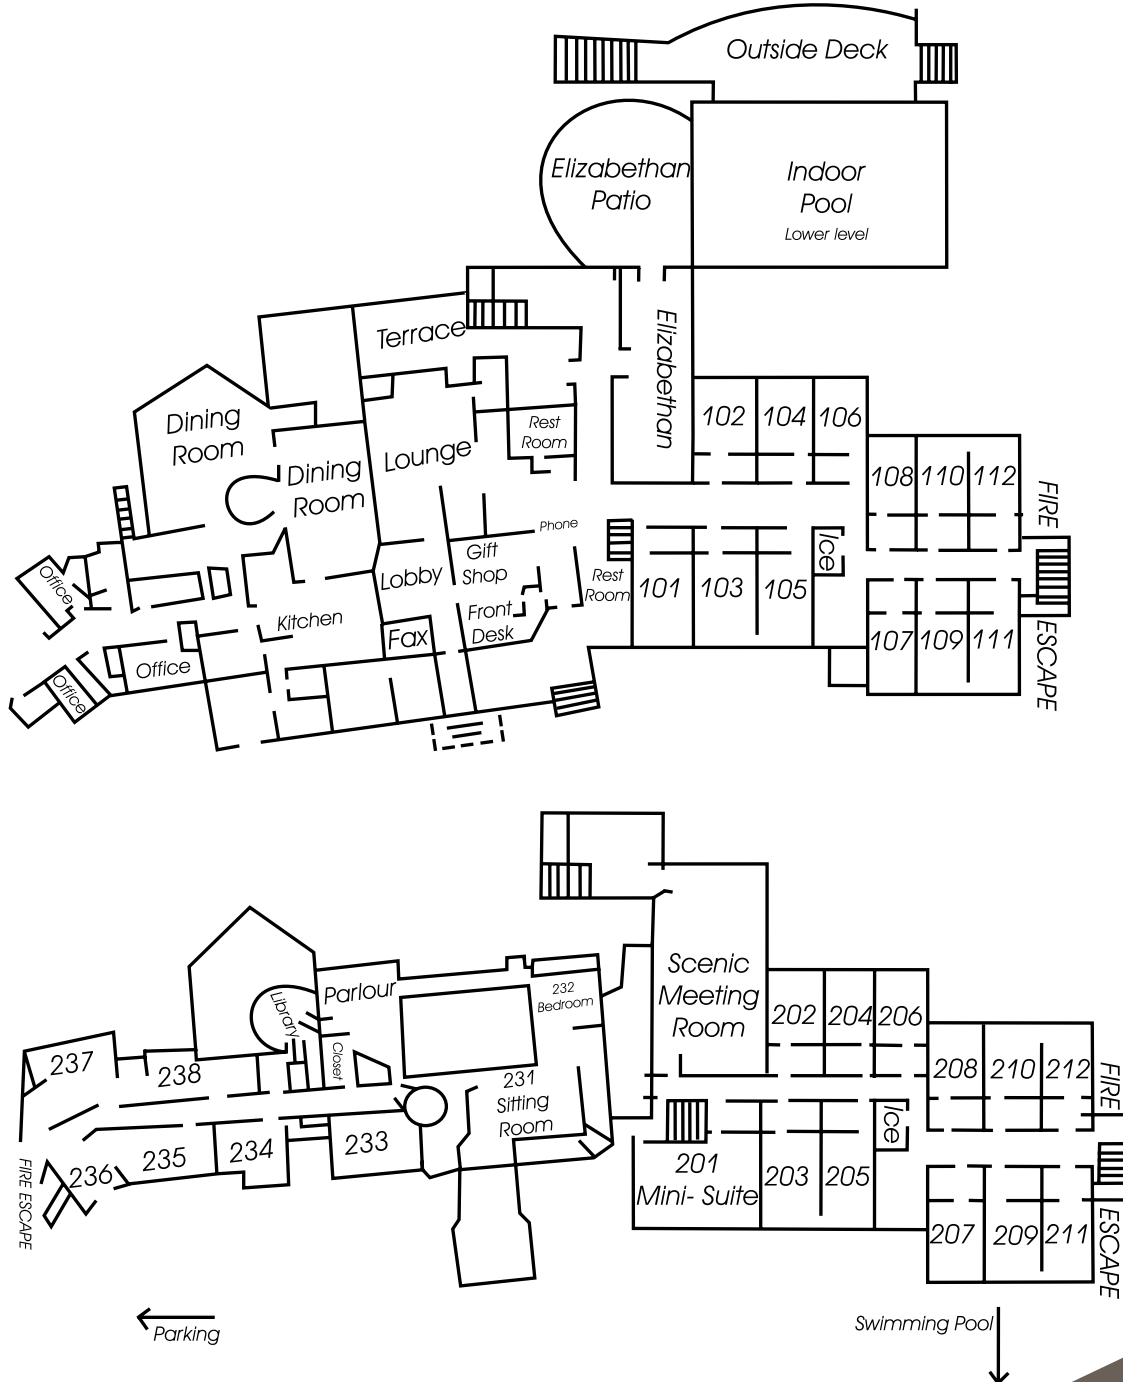 Outside Deck
Elizabethan
Patio
Indoor
Pool
Lower level
Elizabethan
Terrace
Dining
Room
Dining
Room
Lounge
Rest
Room
102
104
106
108
110
112
FIRE
ESCAPE
Phone
Gift
Shop
Lobby
Rest
Room
101
103
105
Ice
107
109
111
Office
Kitchen
Fax
Front
Desk
Office
Office
Scenic
Meeting
Room
232
Bedroom
Parlour
Library
Closet
202
204
206
208
210
212
FIRE
ESCAPE
237
238
231
Sitting
Room
Ice
233
234
235
236
FIRE ESCAPE
201
Mini- Suite
203
205
207
209
211
Parking
Swimming Pool